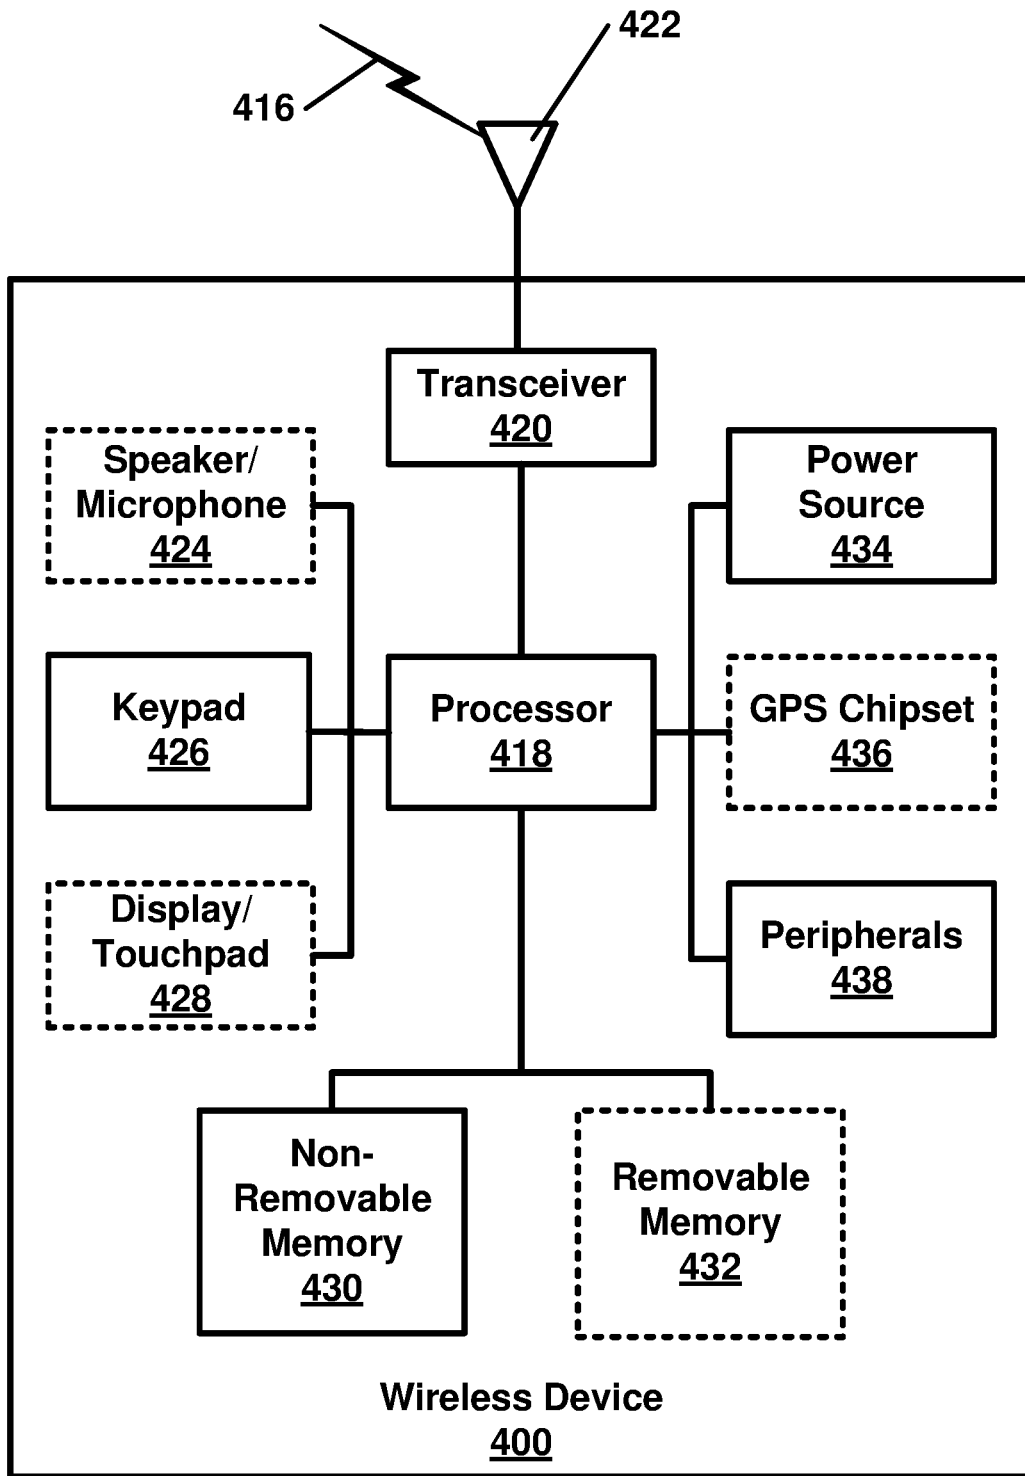 422
416
Transceiver
420
Speaker/
Microphone
424
Power
Source
434
Keypad
426
Processor
418
GPS Chipset
436
Display/
Touchpad
428
Peripherals
438
Non-
Removable
Memory
430
Removable
Memory
432
Wireless Device
400